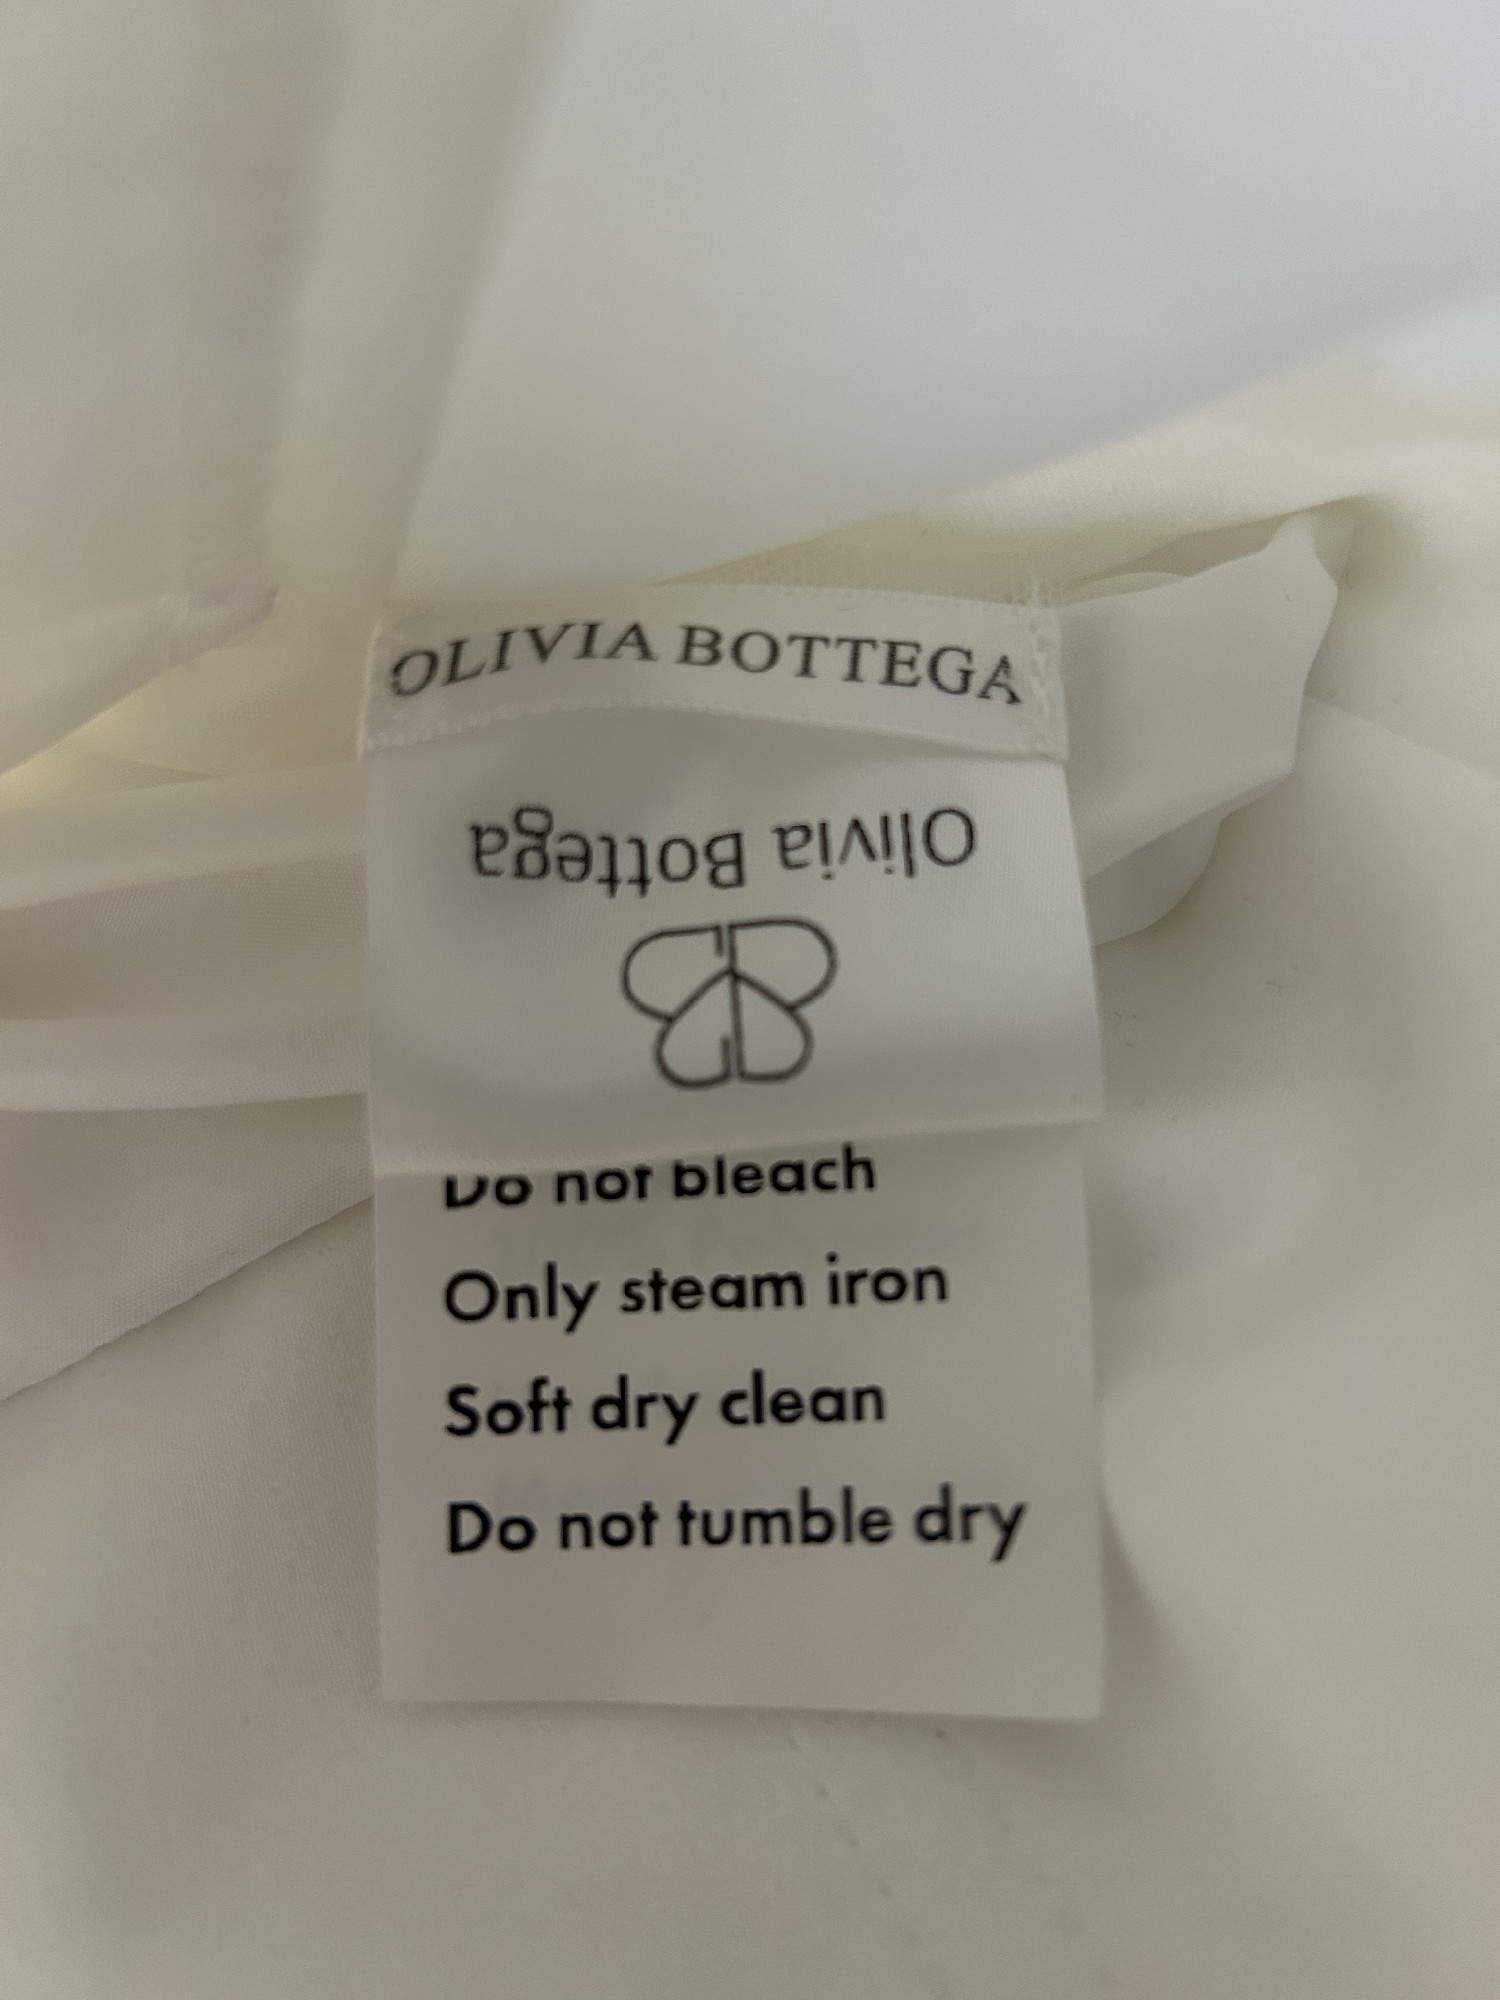 OLIVIA BOTTEGA
Olivia Bottega
Do not bleach
Only steam iron
Soft dry clean
Do not tumble dry